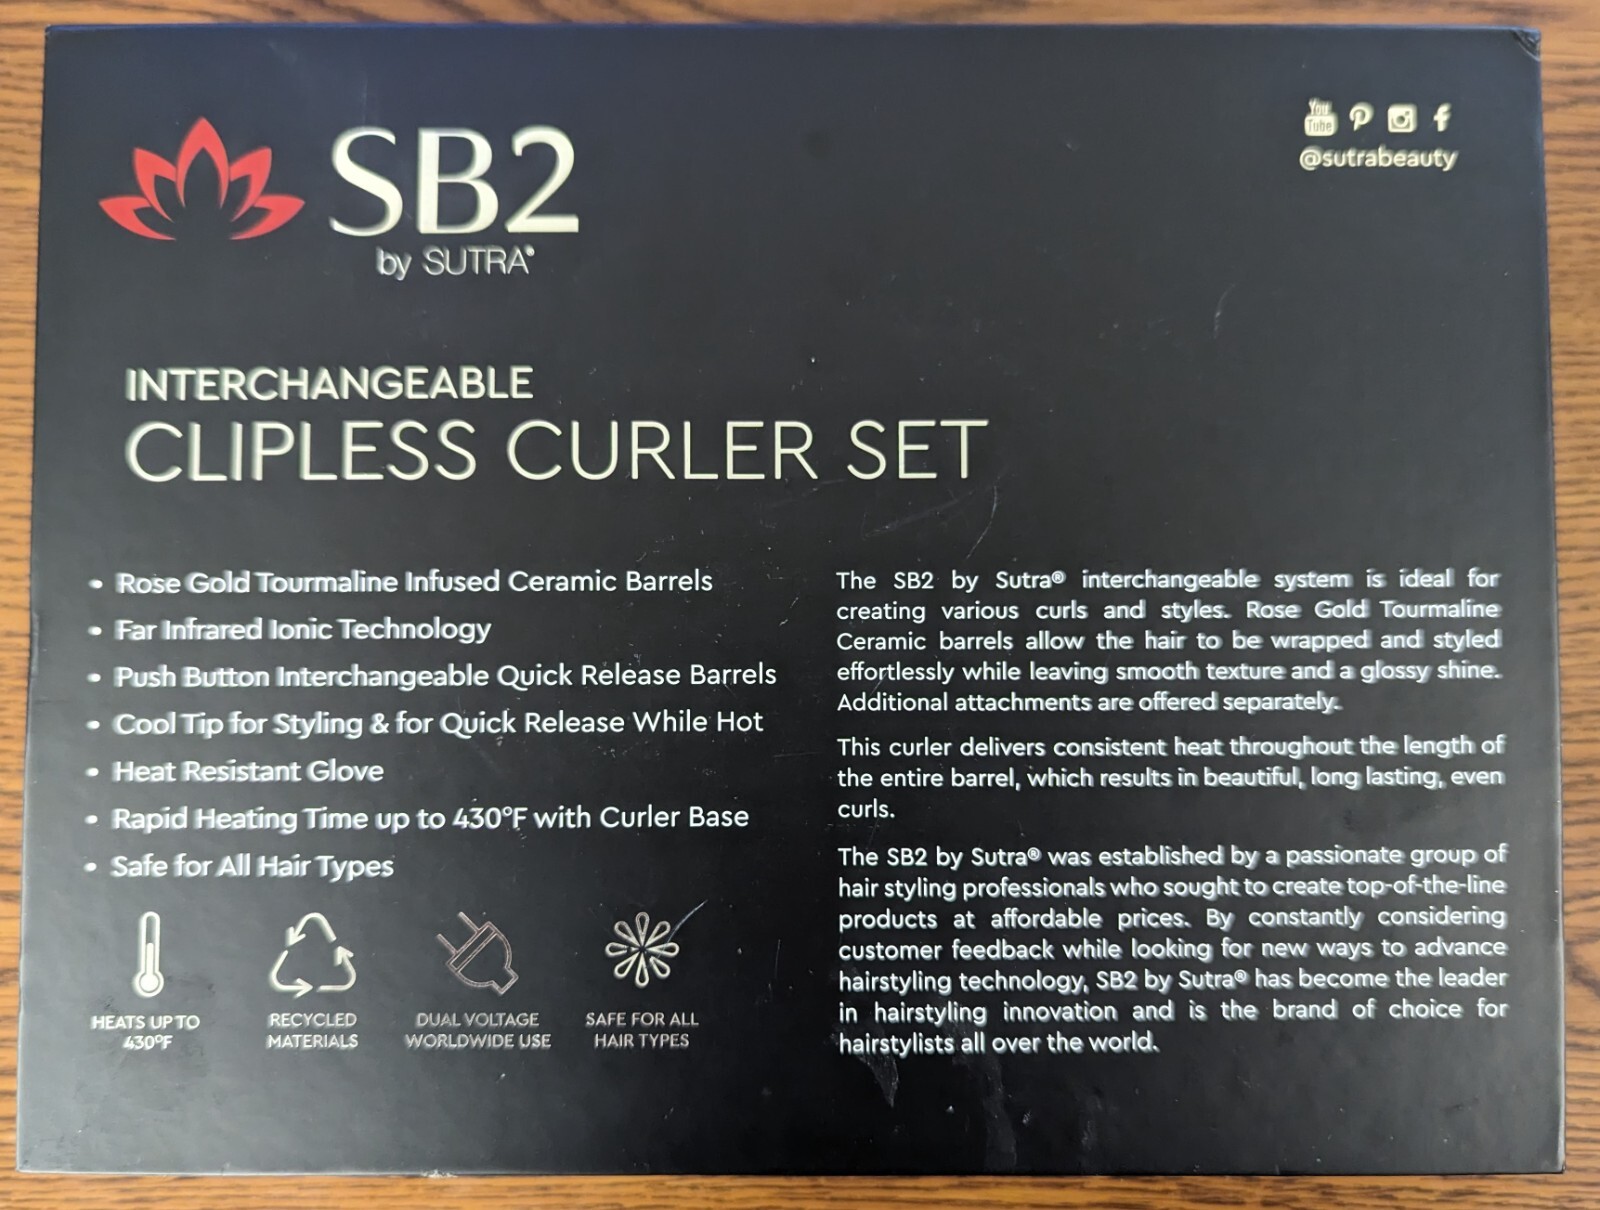 SB2
by SUTRA®
You
Tube
@sutrabeauty
INTERCHANGEABLE
CLIPLESS CURLER SET
• Rose Gold Tourmaline Infused Ceramic Barrels
• Far Infrared Ionic Technology
• Push Button Interchangeable Quick Release Barrels
• Cool Tip for Styling & for Quick Release While Hot
• Heat Resistant Glove
• Rapid Heating Time up to 430ºF with Curler Base
• Safe for All Hair Types
HEATS UP TO
430ºF
RECYCLED
MATERIALS
DUAL VOLTAGE
WORLDWIDE USE
SAFE FOR ALL
HAIR TYPES
The SB2 by Sutra® interchangeable system is ideal for
creating various curls and styles. Rose Gold Tourmaline
Ceramic barrels allow the hair to be wrapped and styled
effortlessly while leaving smooth texture and a glossy shine.
Additional attachments are offered separately.
This curler delivers consistent heat throughout the length of
the entire barrel, which results in beautiful, long lasting, even
curls.
The SB2 by Sutra® was established by a passionate group of
hair styling professionals who sought to create top-of-the-line
products at affordable prices. By constantly considering
customer feedback while looking for new ways to advance
hairstyling technology, SB2 by Sutra® has become the leader
in hairstyling innovation and is the brand of choice for
hairstylists all over the world.